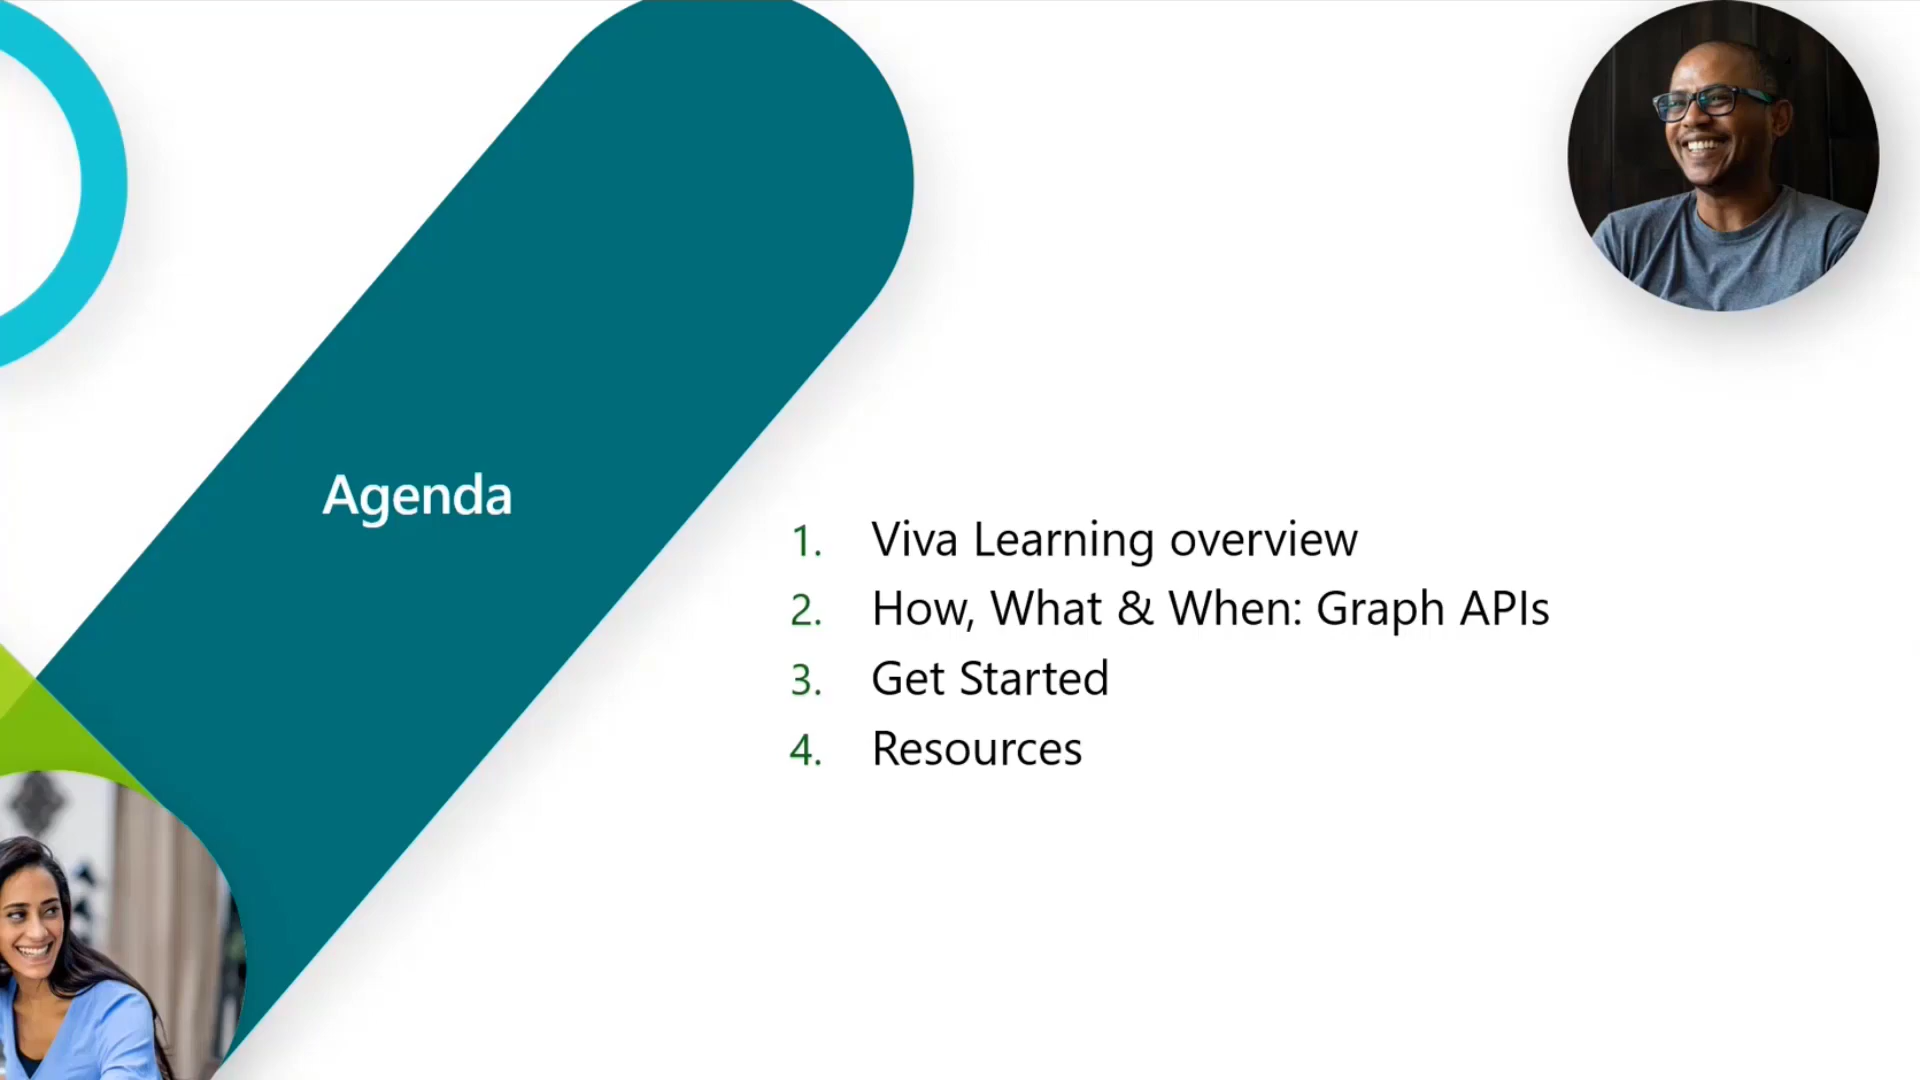 Agenda
1. Viva Learning overview
2. How, What & When: Graph APIs
3. Get Started
4. Resources